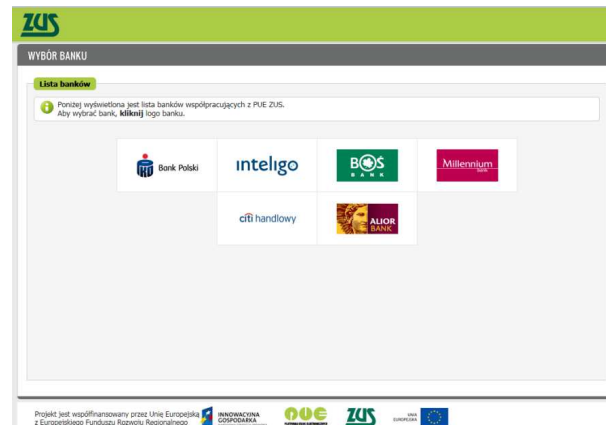 ZUS
WYBÓR BANKU
Lista banków
Poniżej wyświetlona jest lista banków współpracujących z PUE ZUS.
Aby wybrać bank, kliknij logo banku.
Bank Polski
inteligo
BOŚ
BANK
Millennium
bank
citi handlowy
ALIOR
BANK
Projekt jest współfinansowany przez Unię Europejską
z Europejskiego Funduszu Rozwoju Regionalnego
INNOWACYJNA
GOSPODARKA
PUE
ZUS
UNIA
EUROPEJSKA